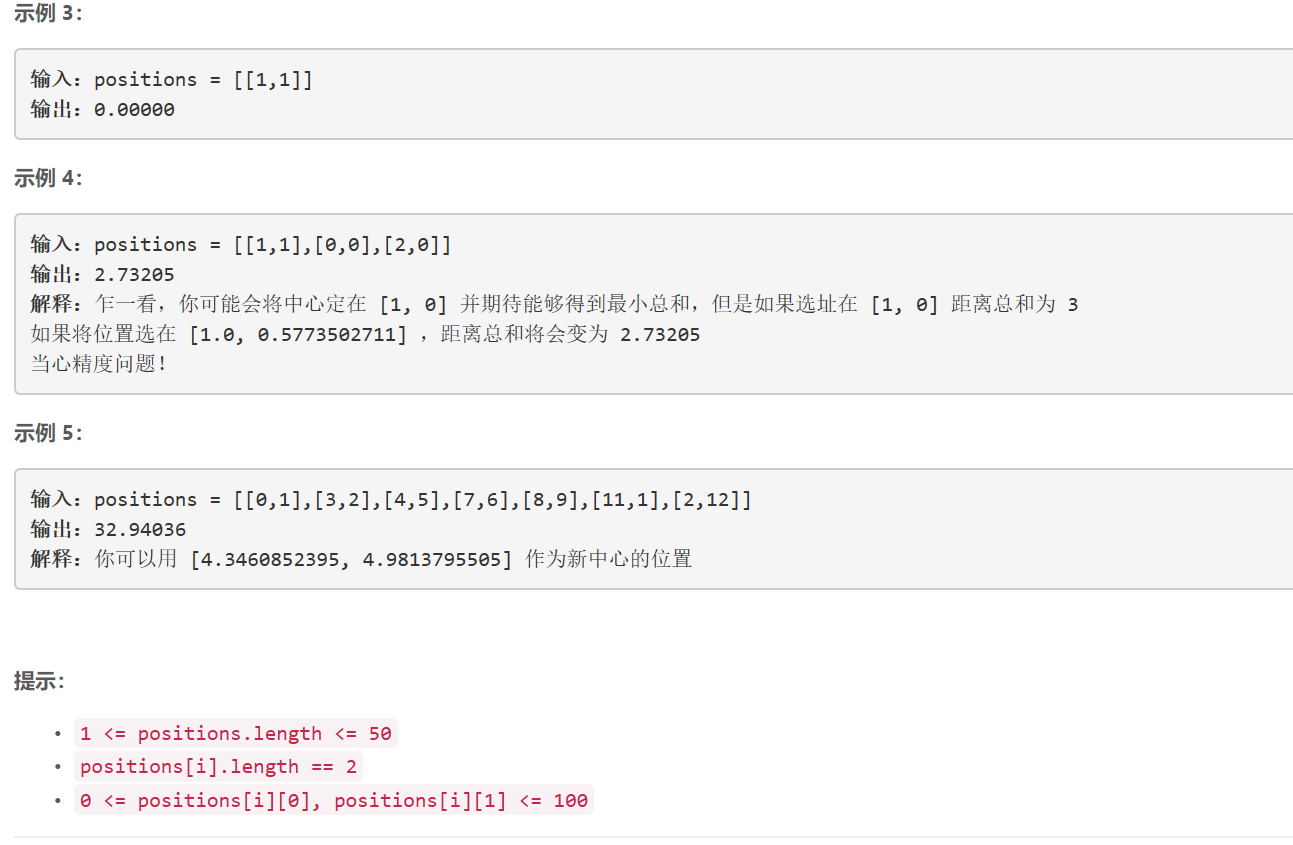 示例 3：
输入：positions = [[1,1]]
输出：0.00000
示例 4：
输入：positions = [[1,1],[0,0],[2,0]]
输出：2.73205
解释：乍一看，你可能会将中心定在 [1, 0] 并期待能够得到最小总和，但是如果选址在 [1, 0] 距离总和为 3
如果将位置选在 [1.0, 0.5773502711] ，距离总和将会变为 2.73205
当心精度问题！
示例 5：
输入：positions = [[0,1],[3,2],[4,5],[7,6],[8,9],[11,1],[2,12]]
输出：32.94036
解释：你可以用 [4.3460852395, 4.9813795505] 作为新中心的位置
提示：
• 1 <= positions.length <= 50
• positions[i].length == 2
• 0 <= positions[i][0], positions[i][1] <= 100